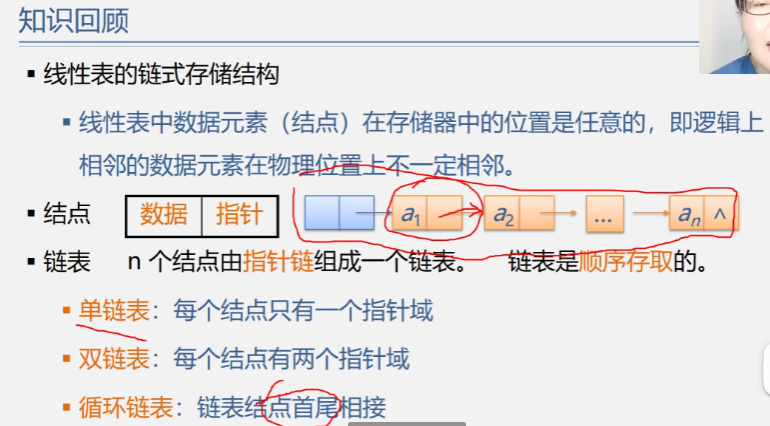 知识回顾
▪ 线性表的链式存储结构
▪ 线性表中数据元素（结点）在存储器中的位置是任意的，即逻辑上
相邻的数据元素在物理位置上不一定相邻。
▪ 结点 数据 指针 a1 a2 ... an ∧
▪ 链表 n 个结点由指针链组成一个链表。 链表是顺序存取的。
▪ 单链表：每个结点只有一个指针域
▪ 双链表：每个结点有两个指针域
▪ 循环链表：链表结点首尾相接